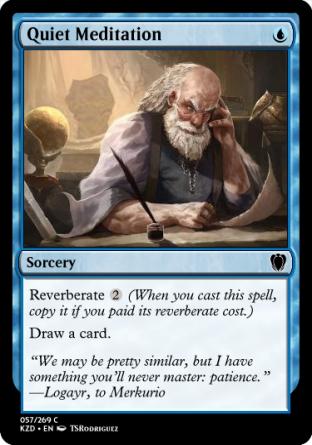 Quiet Meditation
Sorcery
Reverberate 2 (When you cast this spell,
copy it if you paid its reverberate cost.)
Draw a card.
“We may be pretty similar, but I have
something you’ll never master: patience.”
—Logayr, to Merkurio
057/269 C
KZD • EN TSRodriguez